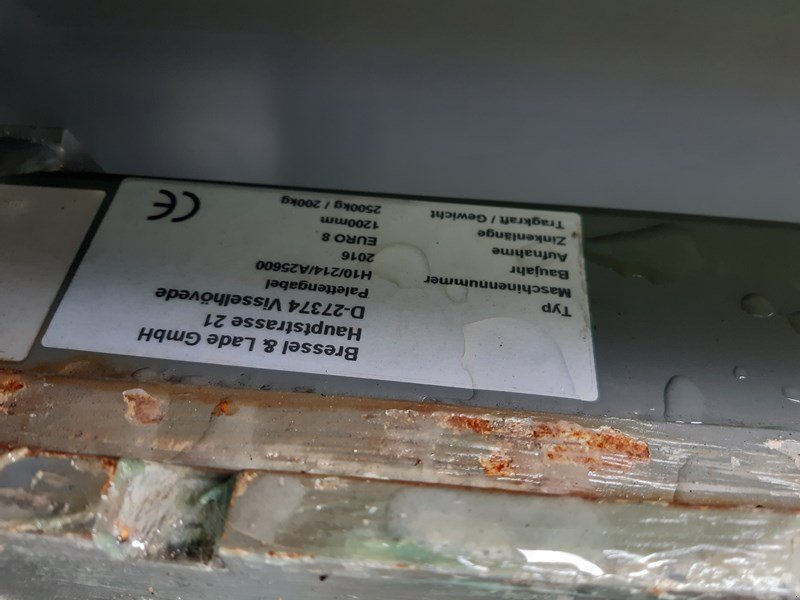 Bressel & Lade GmbH
Hauptstrasse 21
D-27374 Visselhövede
Typ Palettengabel
Maschinennummer H10/214/A25600
Baujahr 2016
Aufnahme EURO 8
Zinkenlänge 1200mm
Tragkraft / Gewicht 2500kg / 200kg
CE